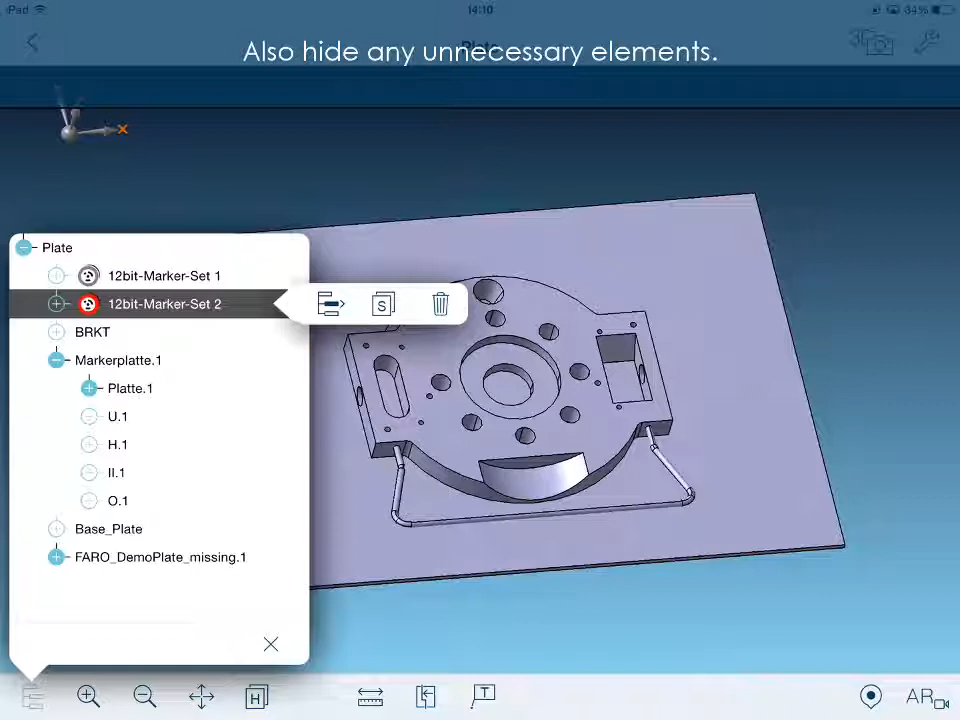 iPad 14:10 84%
Also hide any unnecessary elements.
Plate
12bit-Marker-Set 1
12bit-Marker-Set 2
S
BRKT
Markerplatte.1
Platte.1
U.1
H.1
II.1
O.1
Base_Plate
FARO_DemoPlate_missing.1
H T AR